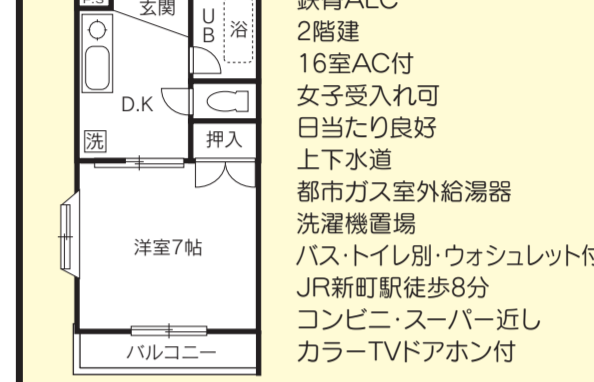 P.S
玄関
UB
浴
D.K
洗
押入
洋室7帖
バルコニー
鉄骨ALC
2階建
16室AC付
女子受入れ可
日当たり良好
上下水道
都市ガス室外給湯器
洗濯機置場
バス・トイレ別・ウォシュレット付
JR新町駅徒歩8分
コンビニ・スーパー近し
カラーTVドアホン付